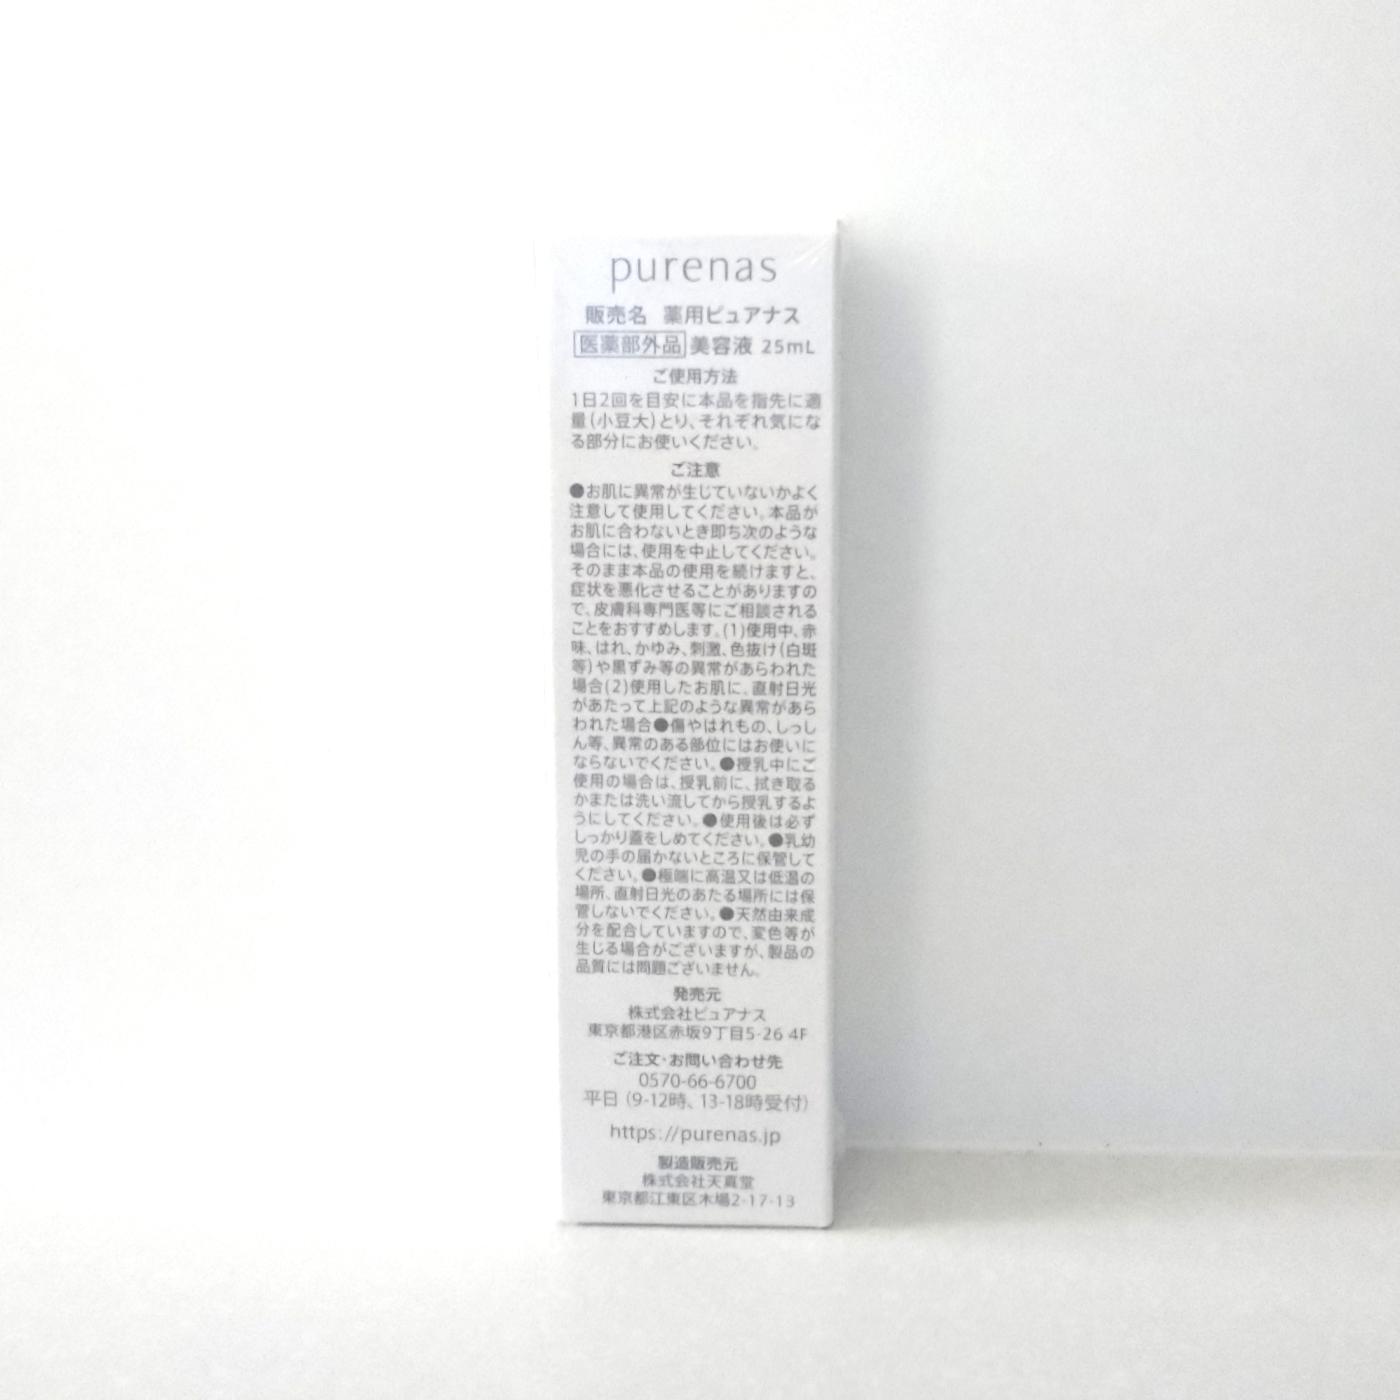 purenas
販売名 薬用ピュアナス
医薬部外品 美容液 25mL
ご使用方法
1日2回を目安に本品を指先に適
量(小豆大)とり、それぞれ気にな
る部分にお使いください。
ご注意
●お肌に異常が生じていないかよく
注意して使用してください。本品が
お肌に合わないとき即ち次のような
場合には、使用を中止してください。
そのまま本品の使用を続けますと、
症状を悪化させることがありますの
で、皮膚科専門医等にご相談される
ことをおすすめします。(1)使用中、赤
味、はれ、かゆみ、刺激、色抜け(白斑
等)や黒ずみ等の異常があらわれた
場合(2)使用したお肌に、直射日光
があたって上記のような異常があら
われた場合●傷やはれもの、しっし
ん等、異常のある部位にはお使いに
ならないでください。●授乳中にご
使用の場合は、授乳前に、拭き取る
かまたは洗い流してから授乳するよ
うにしてください。●使用後は必ず
しっかり蓋をしめてください。●乳幼
児の手の届かないところに保管して
ください。●極端に高温又は低温の
場所、直射日光のあたる場所には保
管しないでください。●天然由来成
分を配合していますので、変色等が
生じる場合がございますが、製品の
品質には問題ございません。
発売元
株式会社ピュアナス
東京都港区赤坂9丁目5-26 4F
ご注文・お問い合わせ先
0570-66-6700
平日(9-12時、13-18時受付)
https://purenas.jp
製造販売元
株式会社天真堂
東京都江東区木場2-17-13